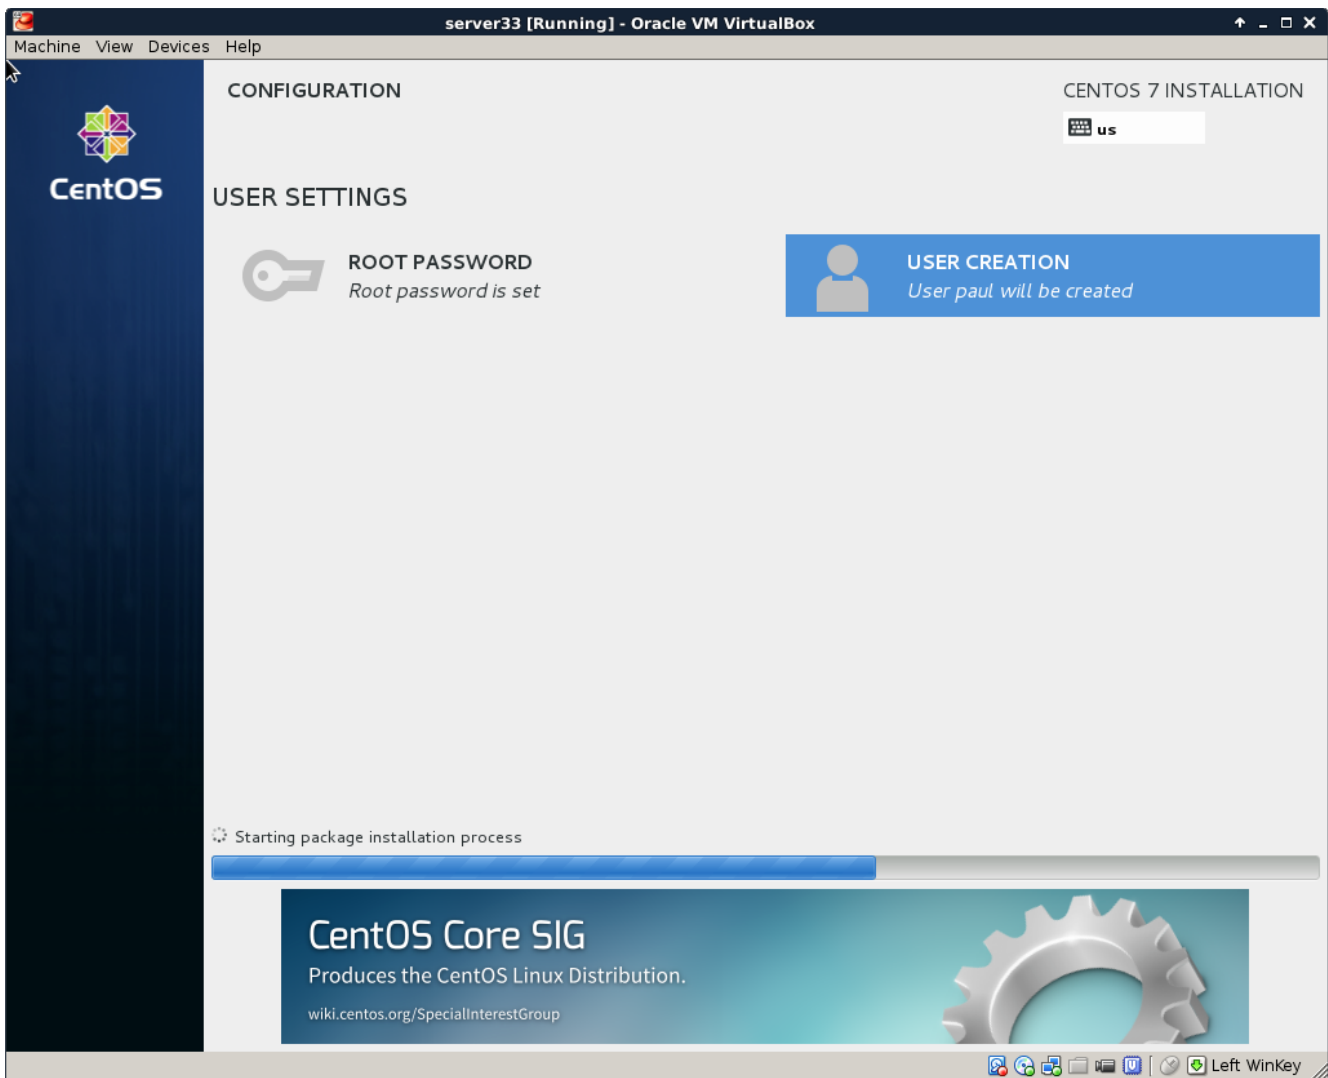 server33 [Running] - Oracle VM VirtualBox
Machine View Devices Help
CentOS
CONFIGURATION
CENTOS 7 INSTALLATION
us
USER SETTINGS
ROOT PASSWORD
Root password is set
USER CREATION
User paul will be created
Starting package installation process
CentOS Core SIG
Produces the CentOS Linux Distribution.
wiki.centos.org/SpecialInterestGroup
Left WinKey